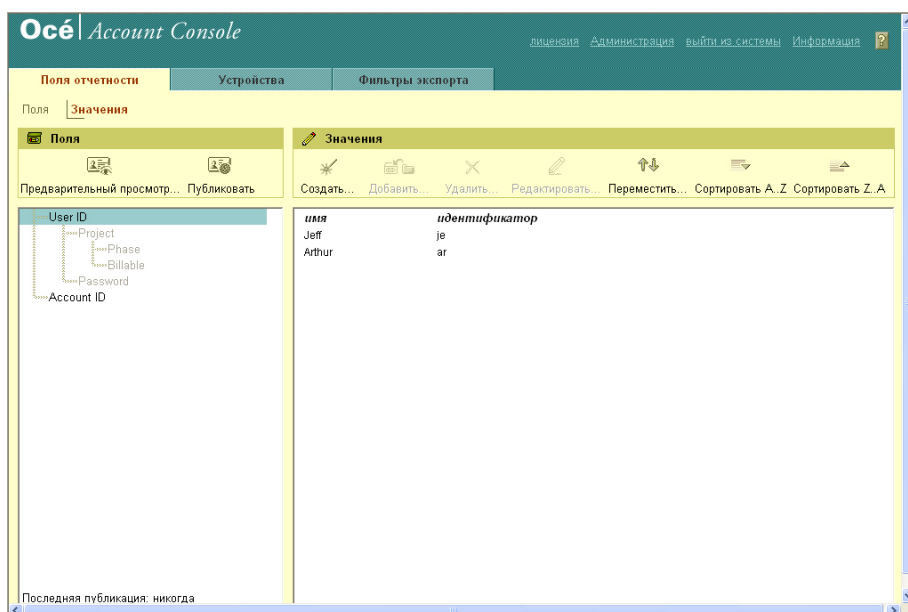 Océ Account Console
лицензия Администрация выйти из системы Информация ?
Поля отчетности Устройства Фильтры экспорта
Поля Значения
Поля
Значения
Предварительный просмотр... Публиковать
Создать... Добавить... Удалить... Редактировать... Переместить... Сортировать A..Z Сортировать Z..A
User ID
Project
Phase
Billable
Password
Account ID
имя идентификатор
Jeff je
Arthur ar
Последняя публикация: никогда